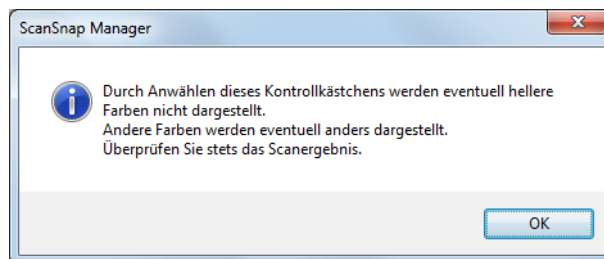 ScanSnap Manager
Durch Anwählen dieses Kontrollkästchens werden eventuell hellere
Farben nicht dargestellt.
Andere Farben werden eventuell anders dargestellt.
Überprüfen Sie stets das Scanergebnis.
OK